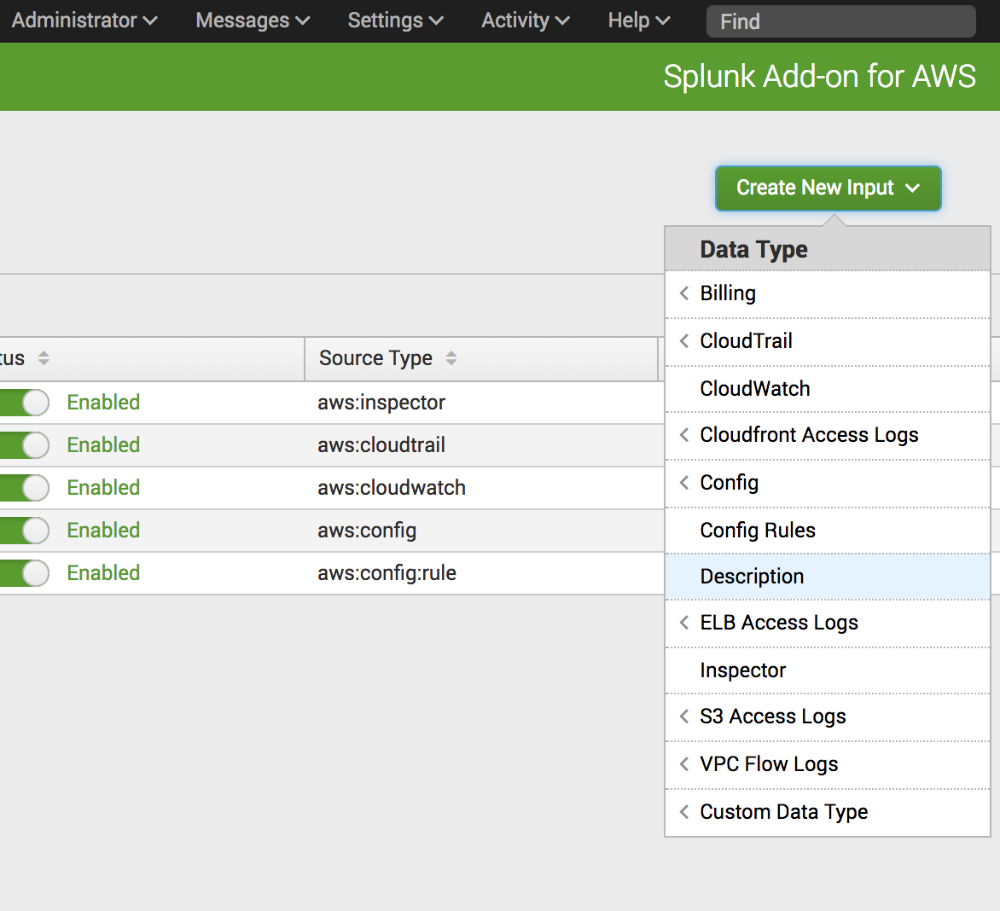 Administrator Messages Settings Activity Help Find
Splunk Add-on for AWS
Create New Input
Data Type
Billing
CloudTrail
CloudWatch
Cloudfront Access Logs
Config
Config Rules
Description
ELB Access Logs
Inspector
S3 Access Logs
VPC Flow Logs
Custom Data Type
tus Source Type
Enabled aws:inspector
Enabled aws:cloudtrail
Enabled aws:cloudwatch
Enabled aws:config
Enabled aws:config:rule